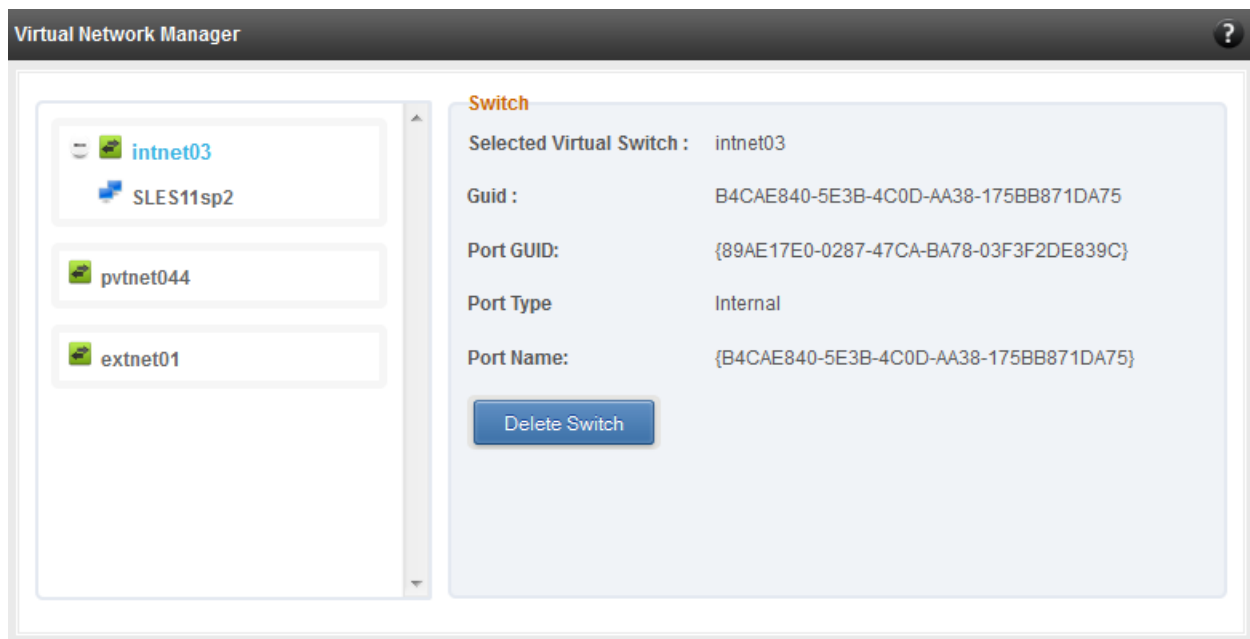 Virtual Network Manager ?
intnet03
SLES11sp2
pvtnet044
extnet01
Switch
Selected Virtual Switch : intnet03
Guid : B4CAE840-5E3B-4C0D-AA38-175BB871DA75
Port GUID: {89AE17E0-0287-47CA-BA78-03F3F2DE839C}
Port Type Internal
Port Name: {B4CAE840-5E3B-4C0D-AA38-175BB871DA75}
Delete Switch